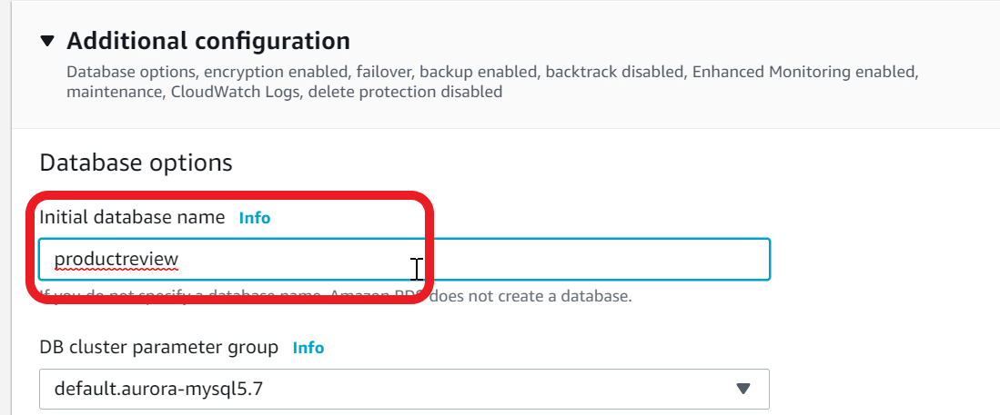 Additional configuration
Database options, encryption enabled, failover, backup enabled, backtrack disabled, Enhanced Monitoring enabled,
maintenance, CloudWatch Logs, delete protection disabled
Database options
Initial database name Info
productreview
If you do not specify a database name, Amazon RDS does not create a database.
DB cluster parameter group Info
default.aurora-mysql5.7